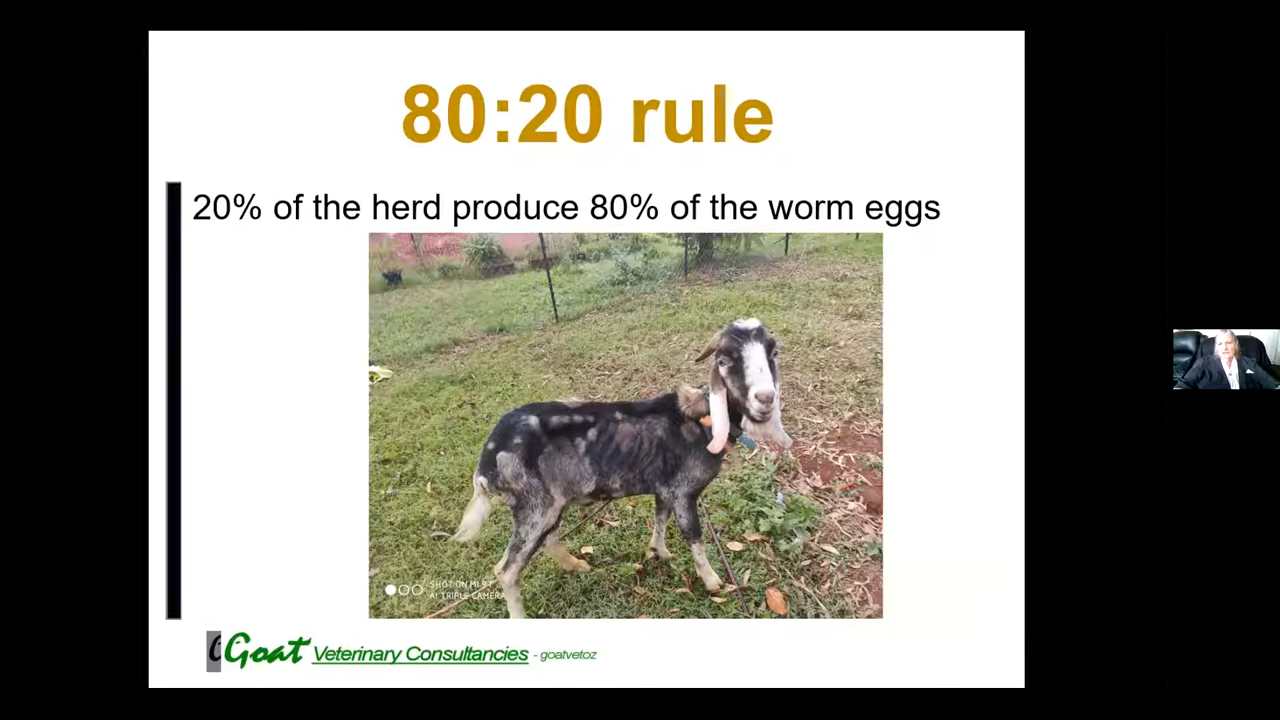 80:20 rule
20% of the herd produce 80% of the worm eggs
SHOT ON MI 9T
AI TRIPLE CAMERA
Goat Veterinary Consultancies - goatvetoz